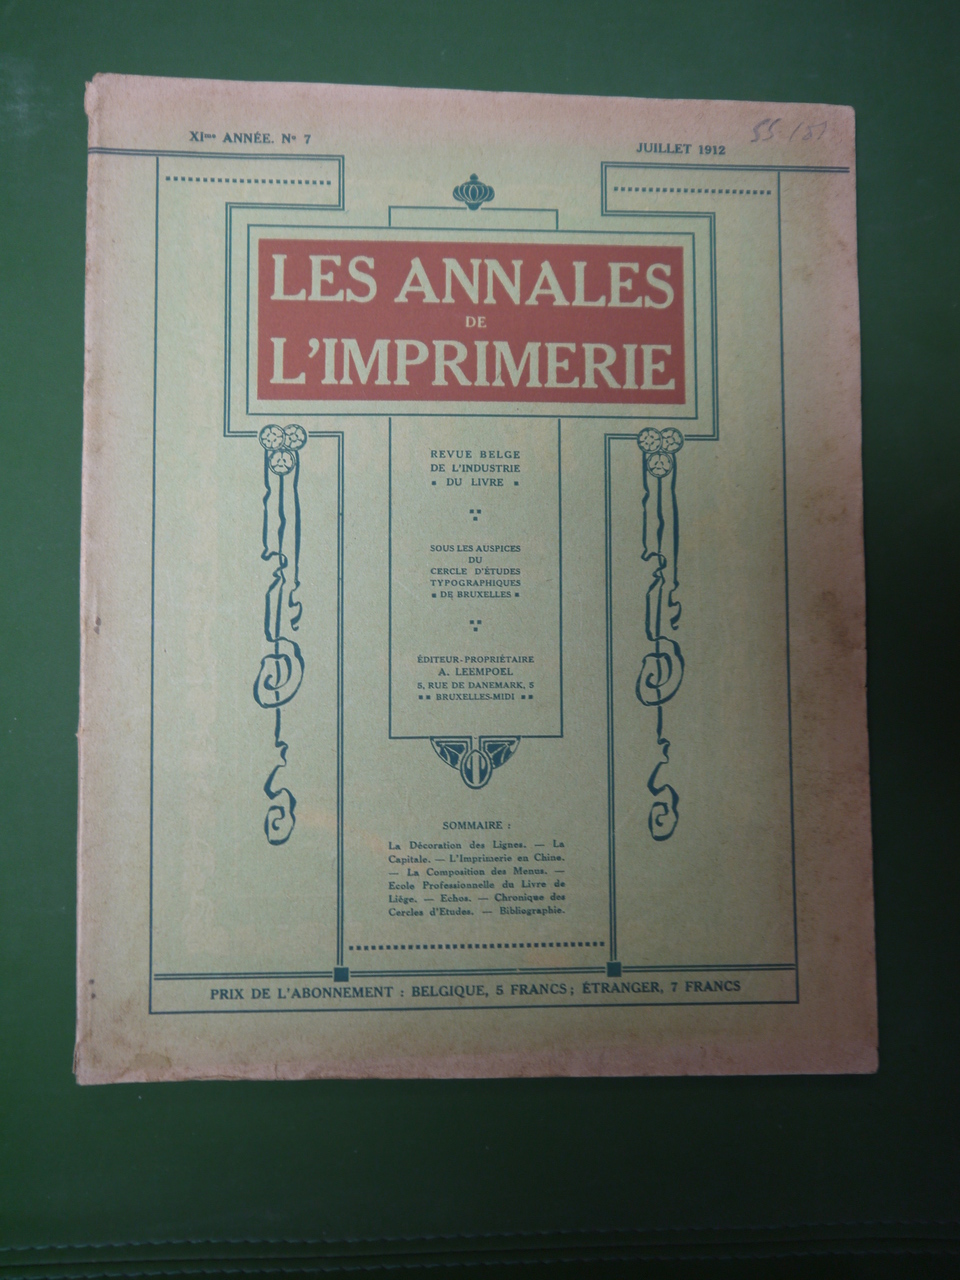 XIme ANNÉE. No 7
JUILLET 1912
LES ANNALES
DE
L'IMPRIMERIE
REVUE BELGE
DE L'INDUSTRIE
▪ DU LIVRE ▪
SOUS LES AUSPICES
DU
CERCLE D'ÉTUDES
TYPOGRAPHIQUES
▪ DE BRUXELLES ▪
ÉDITEUR-PROPRIÉTAIRE
A. LEEMPOEL
5, RUE DE DANEMARK, 5
▪▪ BRUXELLES-MIDI ▪▪
SOMMAIRE :
La Décoration des Lignes. — La
Capitale. — L'Imprimerie en Chine.
— La Composition des Menus. —
Ecole Professionnelle du Livre de
Liége. — Echos. — Chronique des
Cercles d'Etudes. — Bibliographie.
PRIX DE L'ABONNEMENT : BELGIQUE, 5 FRANCS; ÉTRANGER, 7 FRANCS